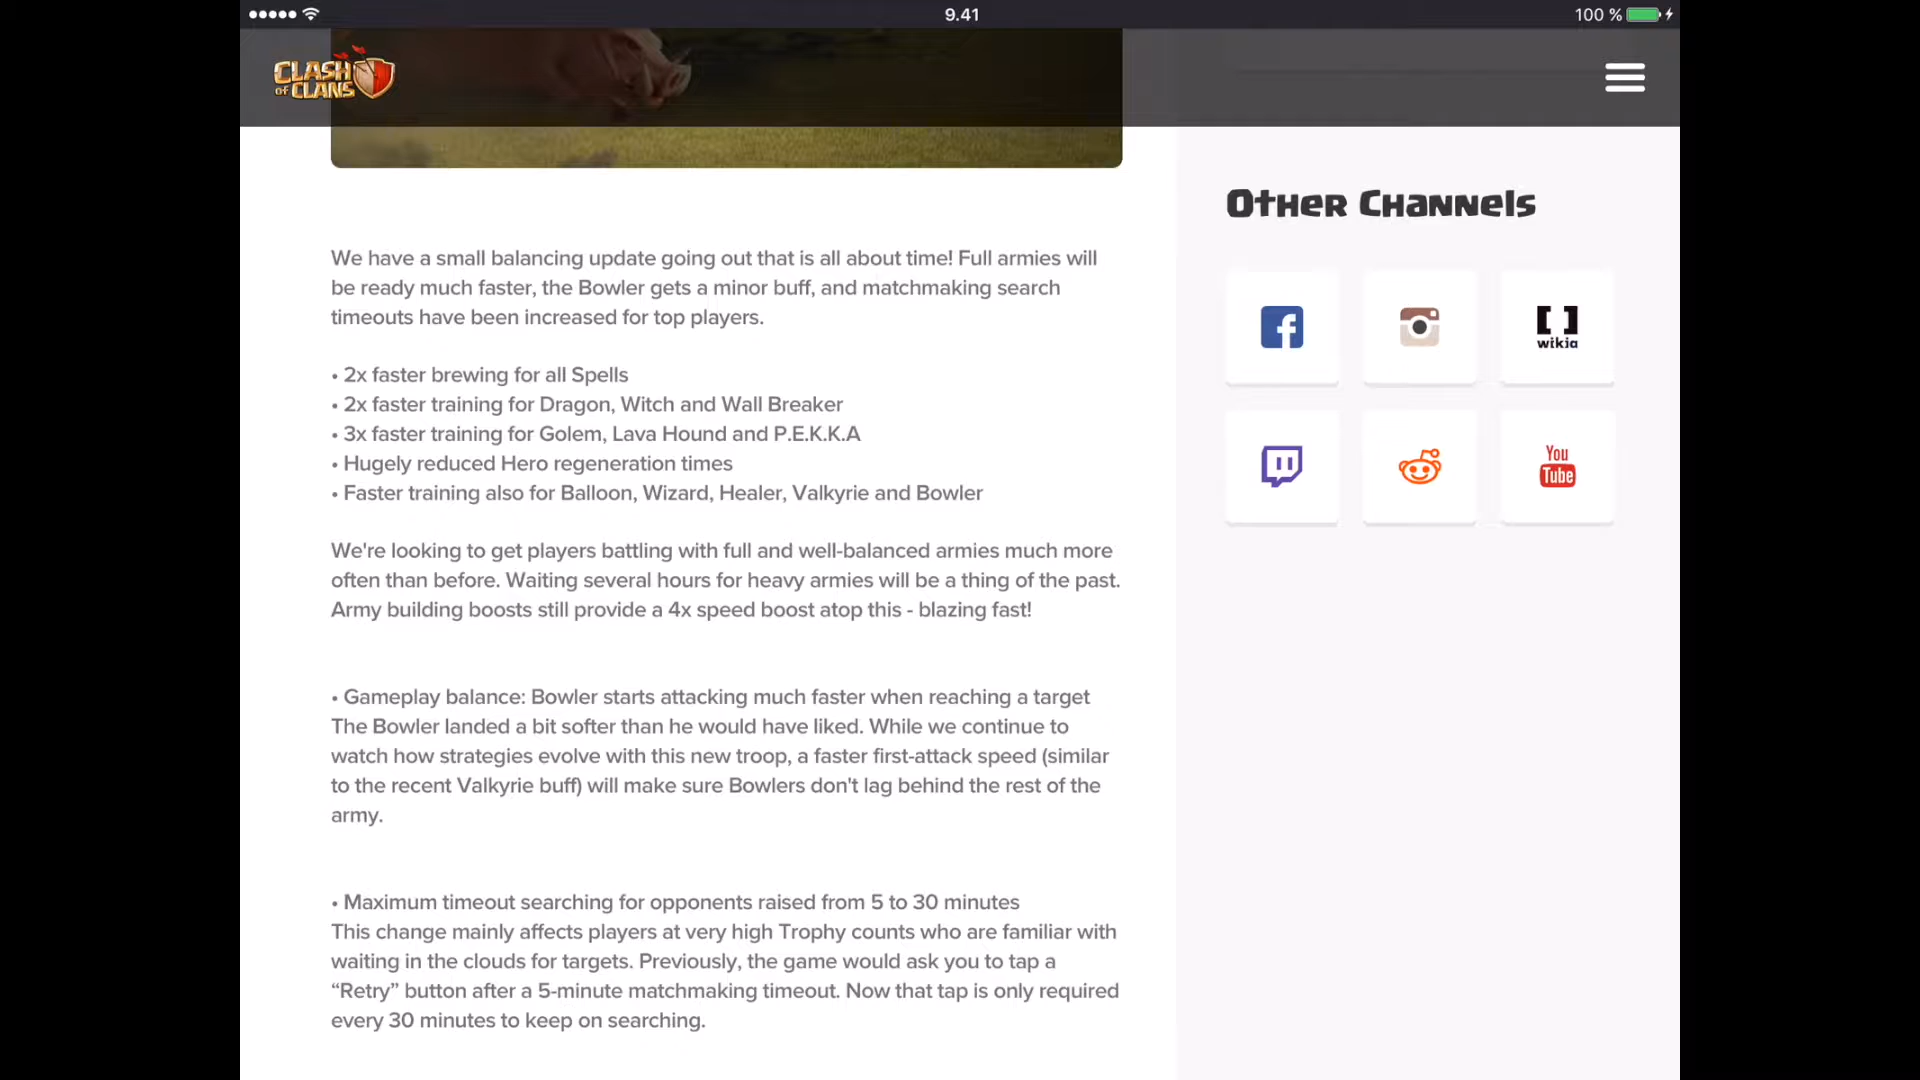 9.41
100 %
CLASH
OF CLANS
Other Channels
We have a small balancing update going out that is all about time! Full armies will
be ready much faster, the Bowler gets a minor buff, and matchmaking search
timeouts have been increased for top players.
• 2x faster brewing for all Spells
• 2x faster training for Dragon, Witch and Wall Breaker
• 3x faster training for Golem, Lava Hound and P.E.K.K.A
• Hugely reduced Hero regeneration times
• Faster training also for Balloon, Wizard, Healer, Valkyrie and Bowler
We're looking to get players battling with full and well-balanced armies much more
often than before. Waiting several hours for heavy armies will be a thing of the past.
Army building boosts still provide a 4x speed boost atop this - blazing fast!
• Gameplay balance: Bowler starts attacking much faster when reaching a target
The Bowler landed a bit softer than he would have liked. While we continue to
watch how strategies evolve with this new troop, a faster first-attack speed (similar
to the recent Valkyrie buff) will make sure Bowlers don't lag behind the rest of the
army.
• Maximum timeout searching for opponents raised from 5 to 30 minutes
This change mainly affects players at very high Trophy counts who are familiar with
waiting in the clouds for targets. Previously, the game would ask you to tap a
“Retry” button after a 5-minute matchmaking timeout. Now that tap is only required
every 30 minutes to keep on searching.
wikia
You
Tube